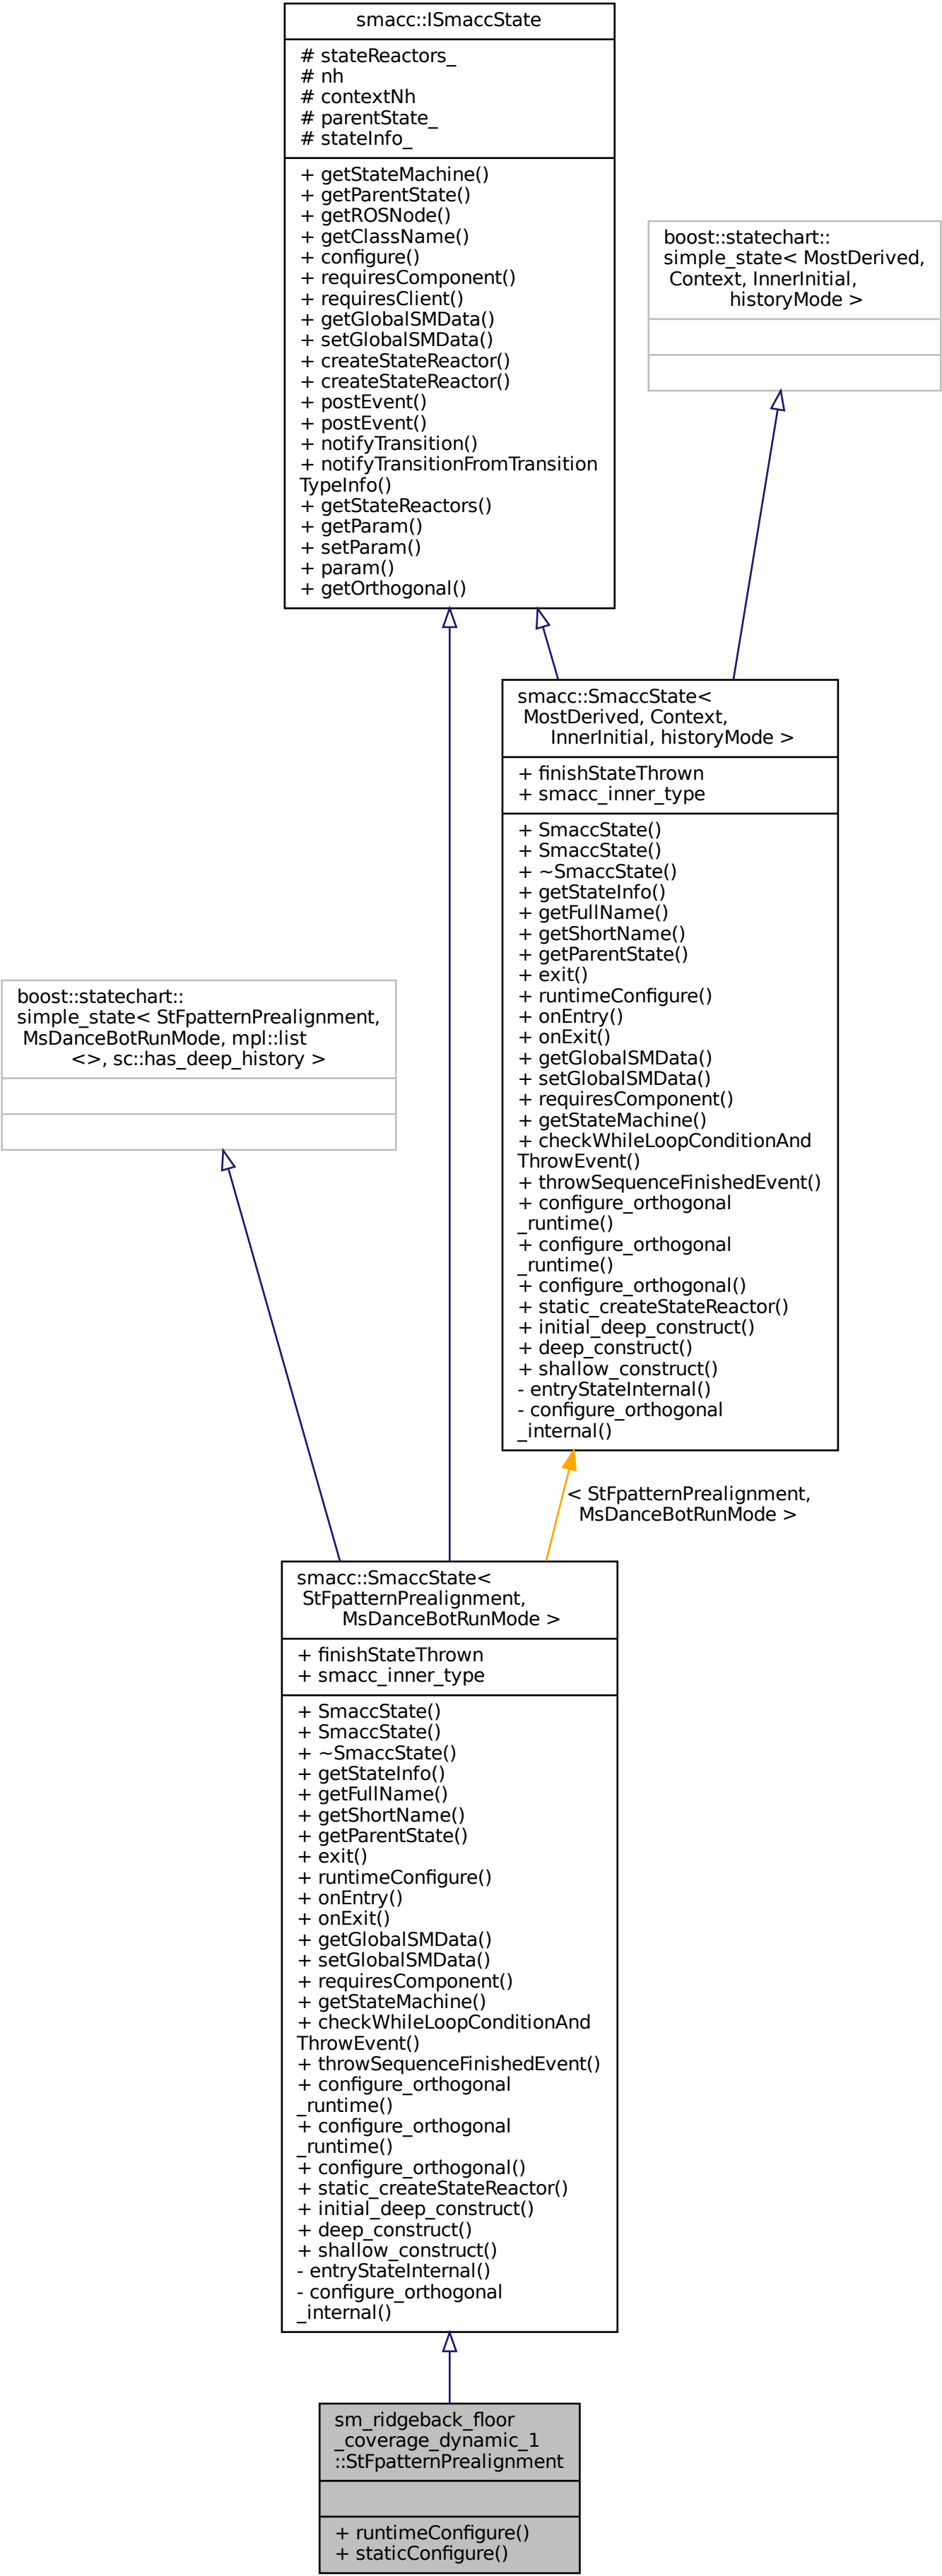 smacc::ISmaccState
# stateReactors_
# nh
# contextNh
# parentState_
# stateInfo_
+ getStateMachine()
+ getParentState()
+ getROSNode()
+ getClassName()
+ configure()
+ requiresComponent()
+ requiresClient()
+ getGlobalSMData()
+ setGlobalSMData()
+ createStateReactor()
+ createStateReactor()
+ postEvent()
+ postEvent()
+ notifyTransition()
+ notifyTransitionFromTransition
TypeInfo()
+ getStateReactors()
+ getParam()
+ setParam()
+ param()
+ getOrthogonal()
boost::statechart::
simple_state< MostDerived,
Context, InnerInitial,
historyMode >
smacc::SmaccState<
MostDerived, Context,
InnerInitial, historyMode >
+ finishStateThrown
+ smacc_inner_type
+ SmaccState()
+ SmaccState()
+ ~SmaccState()
+ getStateInfo()
+ getFullName()
+ getShortName()
+ getParentState()
+ exit()
+ runtimeConfigure()
+ onEntry()
+ onExit()
+ getGlobalSMData()
+ setGlobalSMData()
+ requiresComponent()
+ getStateMachine()
+ checkWhileLoopConditionAnd
ThrowEvent()
+ throwSequenceFinishedEvent()
+ configure_orthogonal
_runtime()
+ configure_orthogonal
_runtime()
+ configure_orthogonal()
+ static_createStateReactor()
+ initial_deep_construct()
+ deep_construct()
+ shallow_construct()
- entryStateInternal()
- configure_orthogonal
_internal()
boost::statechart::
simple_state< StFpatternPrealignment,
MsDanceBotRunMode, mpl::list
<>, sc::has_deep_history >
< StFpatternPrealignment,
MsDanceBotRunMode >
smacc::SmaccState<
StFpatternPrealignment,
MsDanceBotRunMode >
+ finishStateThrown
+ smacc_inner_type
+ SmaccState()
+ SmaccState()
+ ~SmaccState()
+ getStateInfo()
+ getFullName()
+ getShortName()
+ getParentState()
+ exit()
+ runtimeConfigure()
+ onEntry()
+ onExit()
+ getGlobalSMData()
+ setGlobalSMData()
+ requiresComponent()
+ getStateMachine()
+ checkWhileLoopConditionAnd
ThrowEvent()
+ throwSequenceFinishedEvent()
+ configure_orthogonal
_runtime()
+ configure_orthogonal
_runtime()
+ configure_orthogonal()
+ static_createStateReactor()
+ initial_deep_construct()
+ deep_construct()
+ shallow_construct()
- entryStateInternal()
- configure_orthogonal
_internal()
sm_ridgeback_floor
_coverage_dynamic_1
::StFpatternPrealignment
+ runtimeConfigure()
+ staticConfigure()